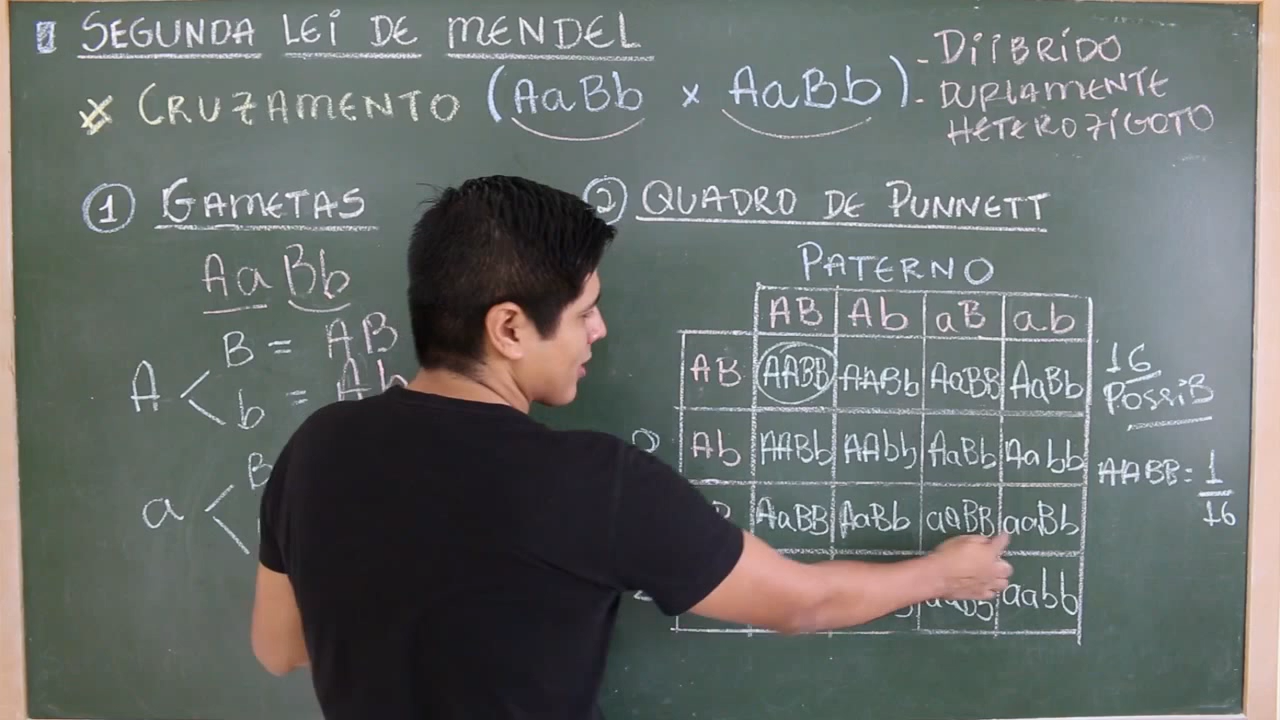 SEGUNDA LEI DE MENDEL
CRUZAMENTO (AaBb x AaBb)
- DIIBRIDO
- DUPLAMENTE
HETEROZIGOTO
1 GAMETAS
AaBb
A < B = AB
b = Ab
a < B
2 QUADRO DE PUNNETT
PATERNO
AB Ab aB ab
AB AABB AABb AaBB AaBb
Ab AABb AAbb AaBb Aabb
B AaBB AaBb aaBB aaBb
aabb
16
POSSIB
AABB = 1/16